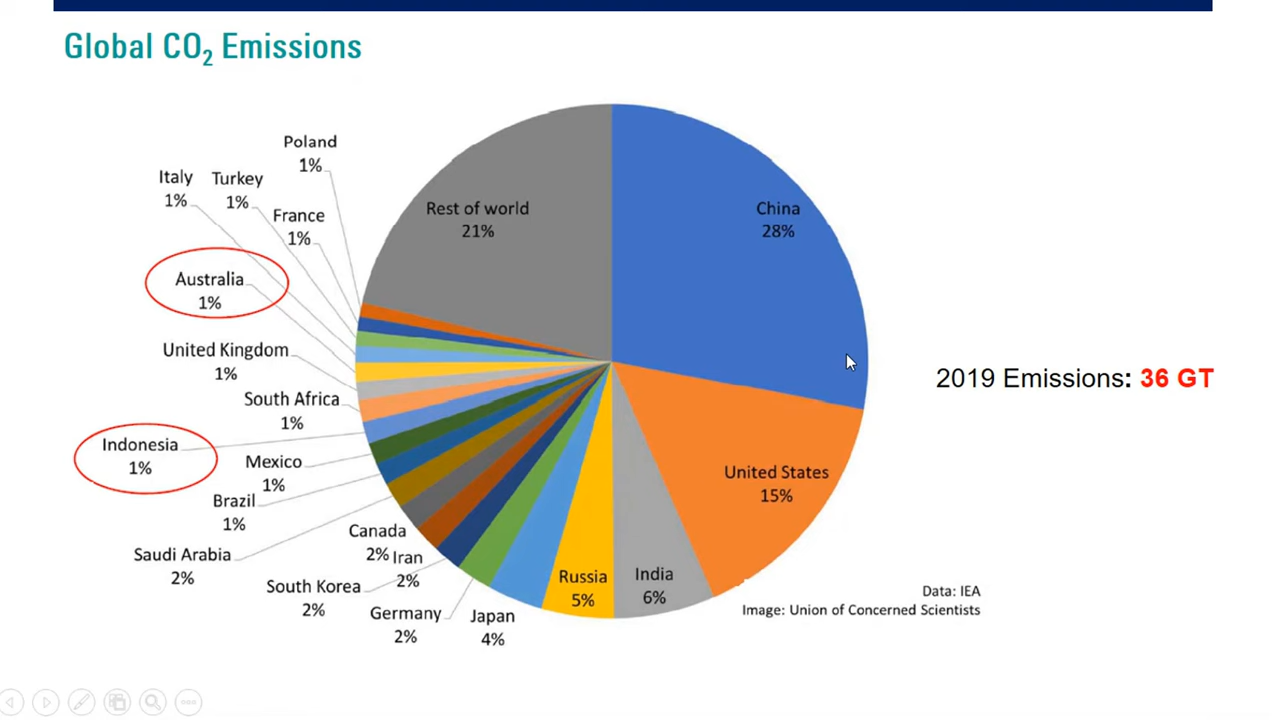 Global CO₂ Emissions
Poland
1%
Italy
1%
Turkey
1%
France
1%
Australia
1%
United Kingdom
1%
South Africa
1%
Indonesia
1%
Mexico
1%
Brazil
1%
Saudi Arabia
2%
Canada
2%
Iran
2%
South Korea
2%
Germany
2%
Japan
4%
Russia
5%
India
6%
United States
15%
China
28%
Rest of world
21%
2019 Emissions: 36 GT
Data: IEA
Image: Union of Concerned Scientists